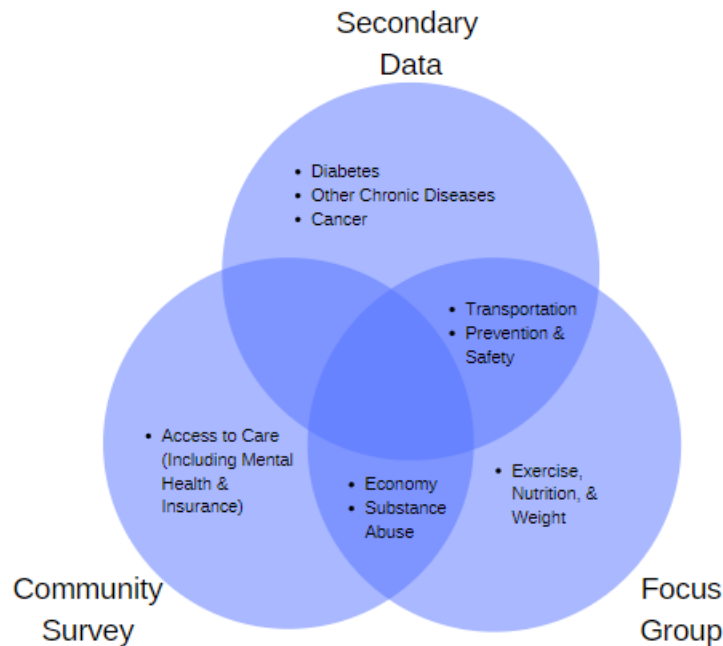 Secondary
Data
• Diabetes
• Other Chronic Diseases
• Cancer
• Transportation
• Prevention &
Safety
• Access to Care
(Including Mental
Health &
Insurance)
• Economy
• Substance
Abuse
• Exercise,
Nutrition, &
Weight
Community
Survey
Focus
Group